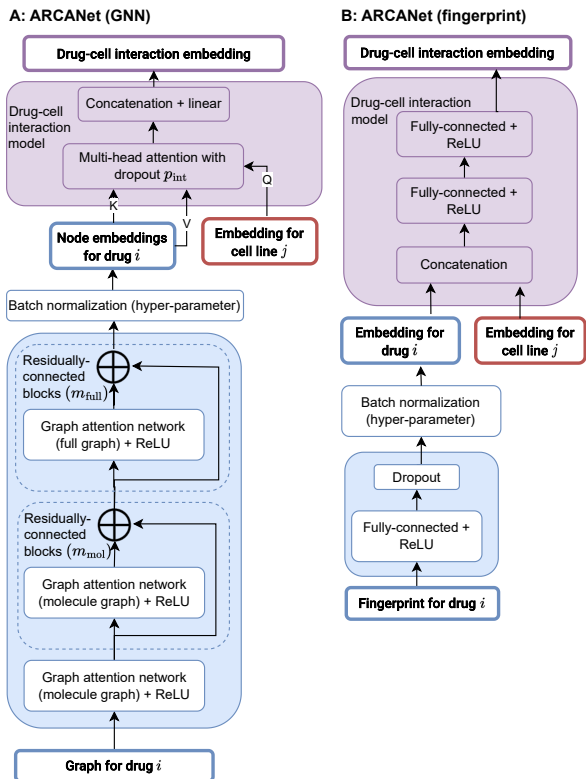 A: ARCANet (GNN)
Drug-cell interaction embedding
Concatenation + linear
Drug-cell
interaction
model
Multi-head attention with
dropout p_int
Q
K
V
Node embeddings
for drug i
Embedding for
cell line j
Batch normalization (hyper-parameter)
Residually-
connected
blocks (m_full)
Graph attention network
(full graph) + ReLU
Residually-
connected
blocks (m_mol)
Graph attention network
(molecule graph) + ReLU
Graph attention network
(molecule graph) + ReLU
Graph for drug i
B: ARCANet (fingerprint)
Drug-cell interaction embedding
Drug-cell interaction
model
Fully-connected +
ReLU
Fully-connected +
ReLU
Concatenation
Embedding for
drug i
Embedding for
cell line j
Batch normalization
(hyper-parameter)
Dropout
Fully-connected +
ReLU
Fingerprint for drug i